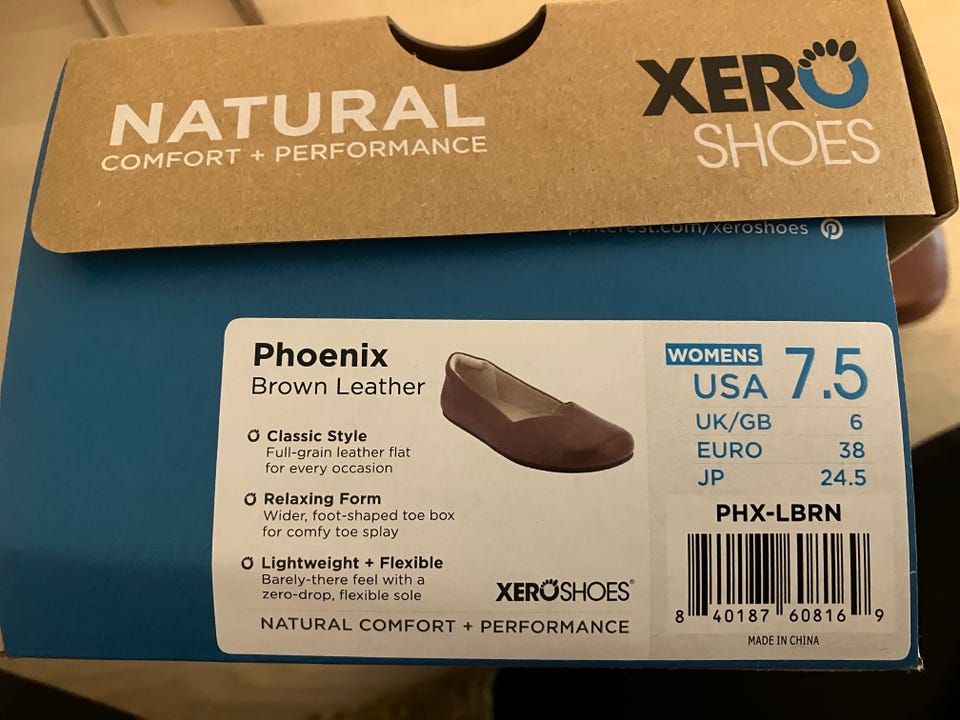 NATURAL
COMFORT + PERFORMANCE
XERO
SHOES
pinterest.com/xeroshoes
Phoenix
Brown Leather
Classic Style
Full-grain leather flat
for every occasion
Relaxing Form
Wider, foot-shaped toe box
for comfy toe splay
Lightweight + Flexible
Barely-there feel with a
zero-drop, flexible sole
XEROSHOES®
NATURAL COMFORT + PERFORMANCE
WOMENS
USA 7.5
UK/GB 6
EURO 38
JP 24.5
PHX-LBRN
8 40187 60816 9
MADE IN CHINA